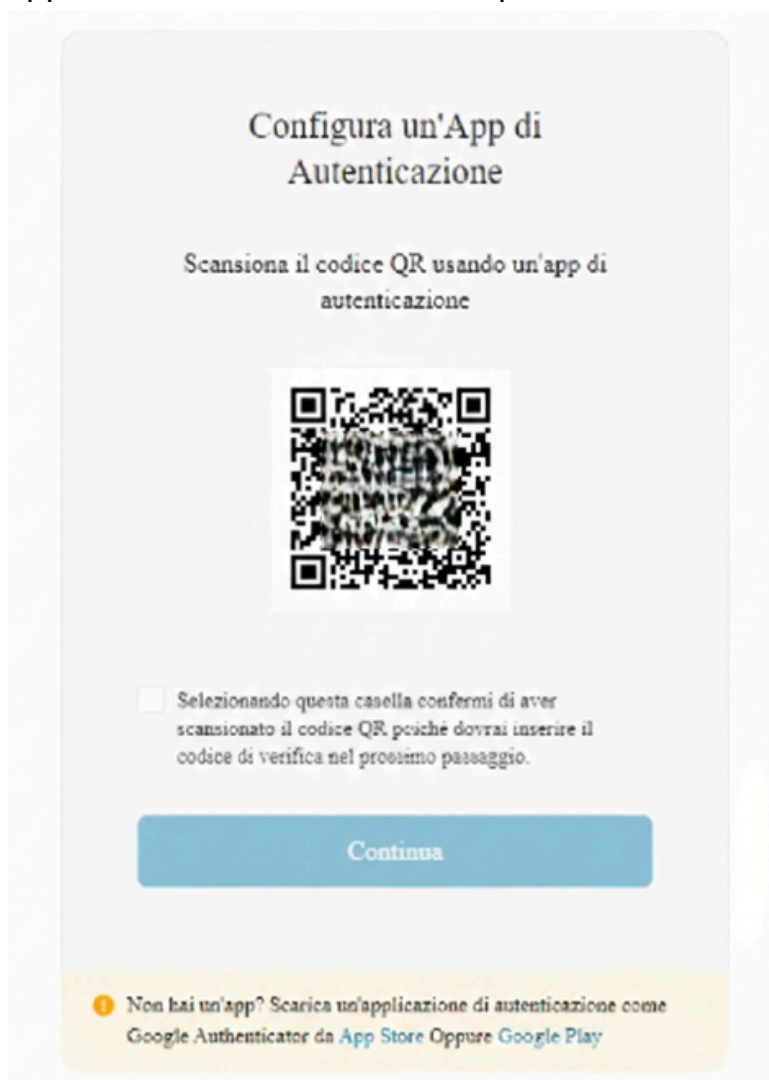 Configura un'App di
Autenticazione
Scansiona il codice QR usando un'app di
autenticazione
Selezionando questa casella confermi di aver
scansionato il codice QR poichè dovrai inserire il
codice di verifica nel prossimo passaggio.
Continua
Non hai un'app? Scarica un'applicazione di autenticazione come
Google Authenticator da App Store Oppure Google Play